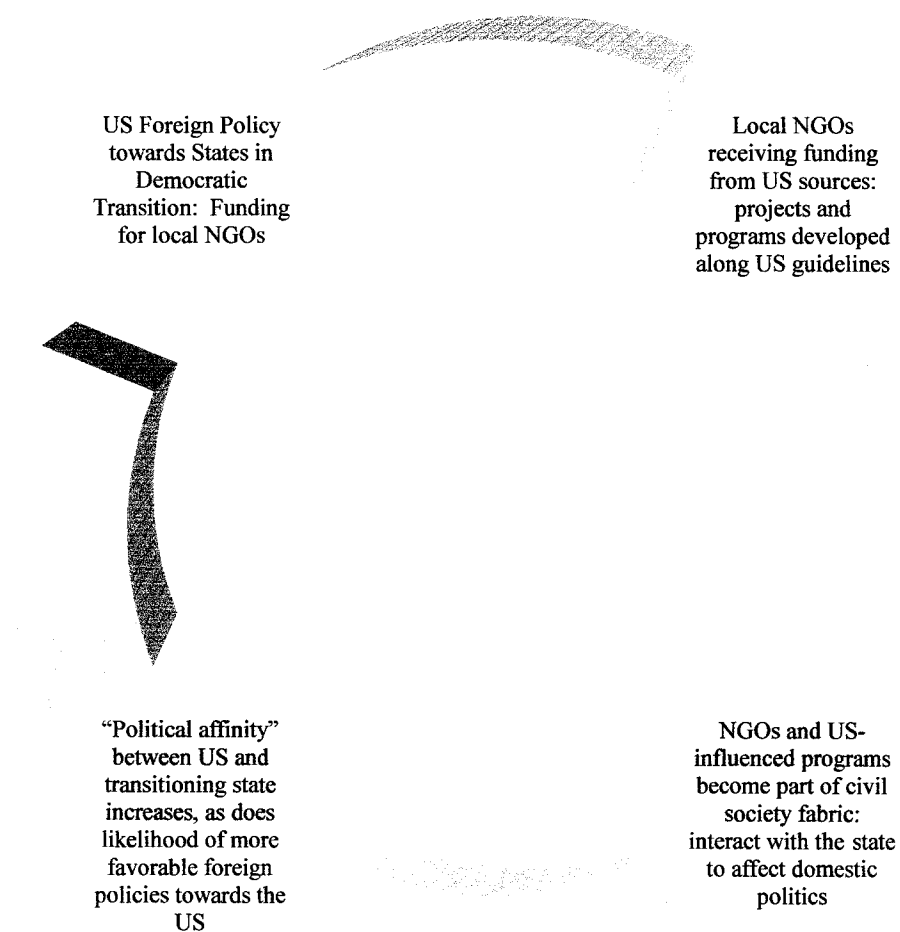 US Foreign Policy
towards States in
Democratic
Transition: Funding
for local NGOs
Local NGOs
receiving funding
from US sources:
projects and
programs developed
along US guidelines
“Political affinity”
between US and
transitioning state
increases, as does
likelihood of more
favorable foreign
policies towards the
US
NGOs and US-
influenced programs
become part of civil
society fabric:
interact with the state
to affect domestic
politics